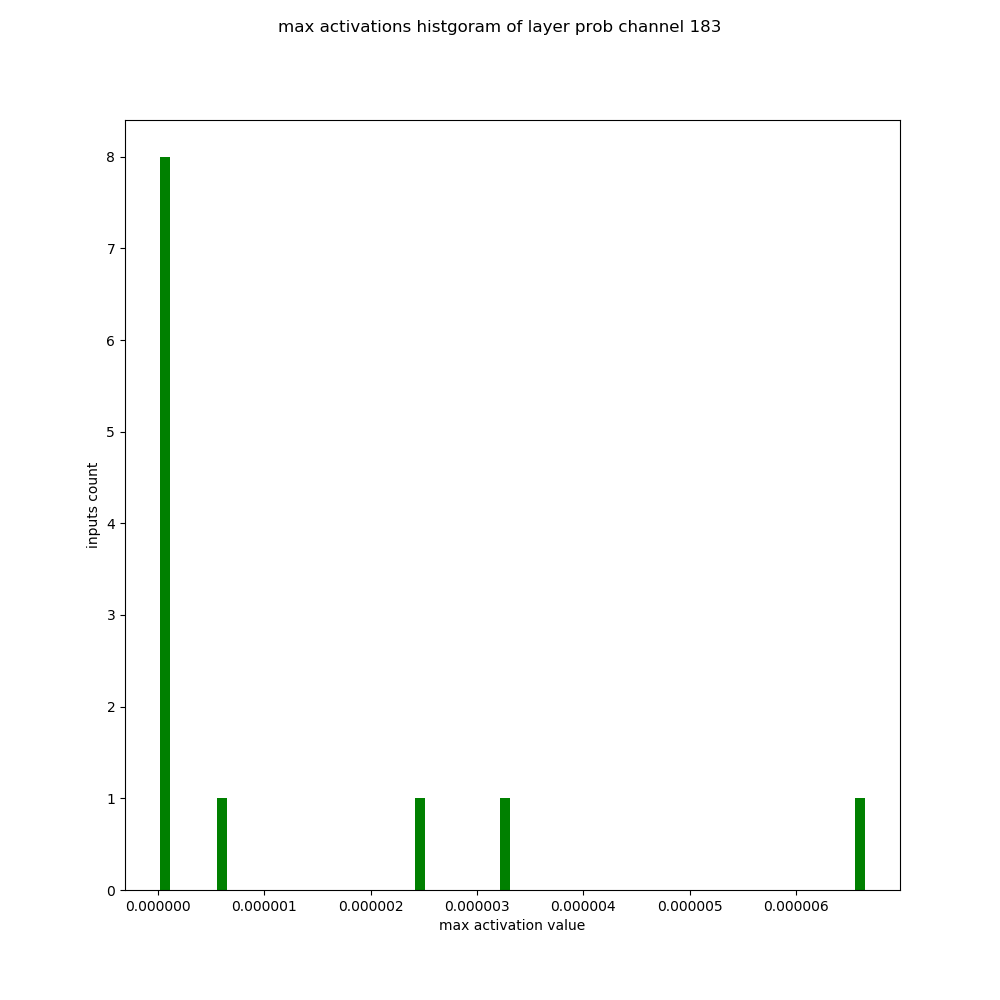 max activations histgoram of layer prob channel 183
8
7
6
5
4
3
2
1
0
inputs count
0.000000 0.000001 0.000002 0.000003 0.000004 0.000005 0.000006
max activation value